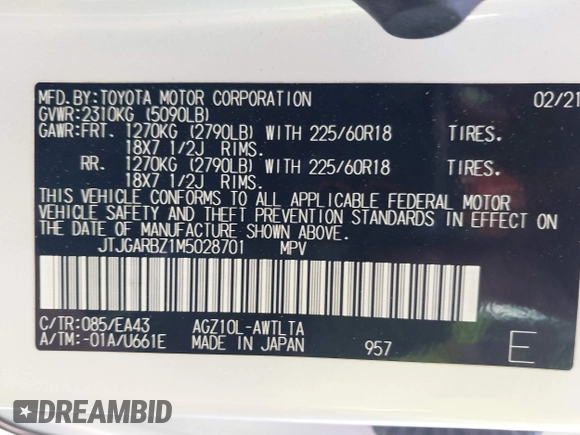 MFD.BY:TOYOTA MOTOR CORPORATION 02/21
GVWR:2310KG (5090LB)
GAWR:FRT. 1270KG (2790LB) WITH 225/60R18 TIRES.
18X7 1/2J RIMS.
RR. 1270KG (2790LB) WITH 225/60R18 TIRES.
18X7 1/2J RIMS.
THIS VEHICLE CONFORMS TO ALL APPLICABLE FEDERAL MOTOR
VEHICLE SAFETY AND THEFT PREVENTION STANDARDS IN EFFECT ON
THE DATE OF MANUFACTURE SHOWN ABOVE.
JTJGARBZ1M5028701 MPV
C/TR:085/EA43 AGZ10L-AWTLTA
A/TM:-01A/U661E MADE IN JAPAN 957 E
DREAMBID